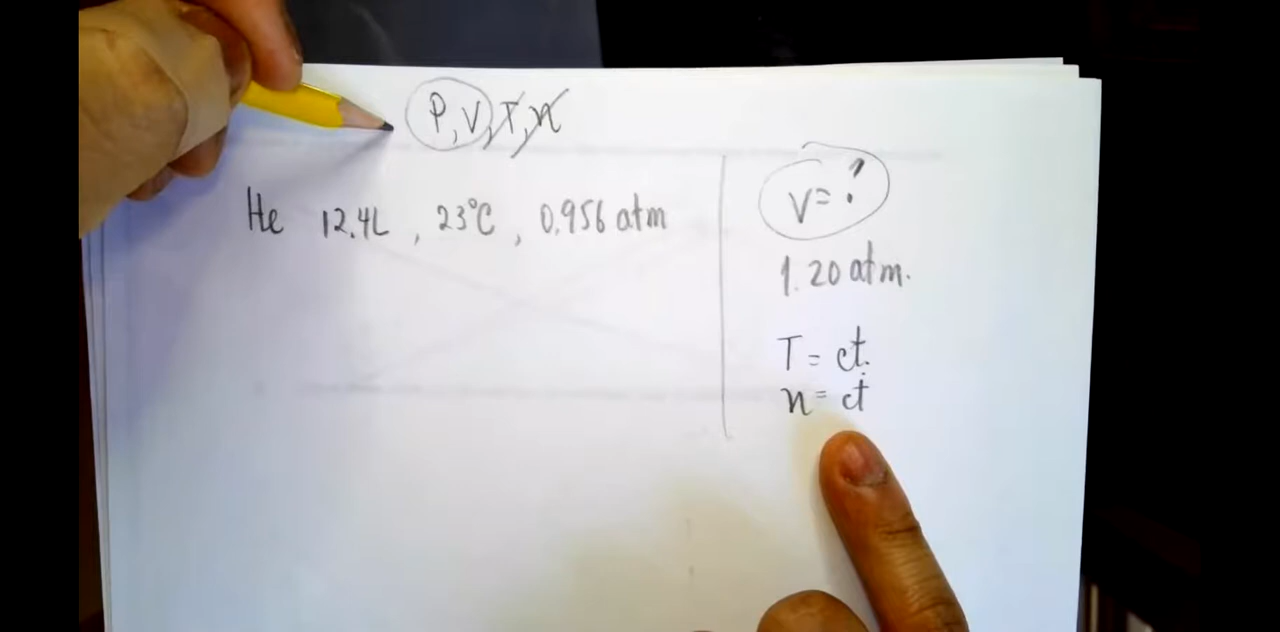 P, V, T, n
He 12.4L , 23°C , 0.956 atm
V = ?
1.20 atm.
T = ct.
n = ct